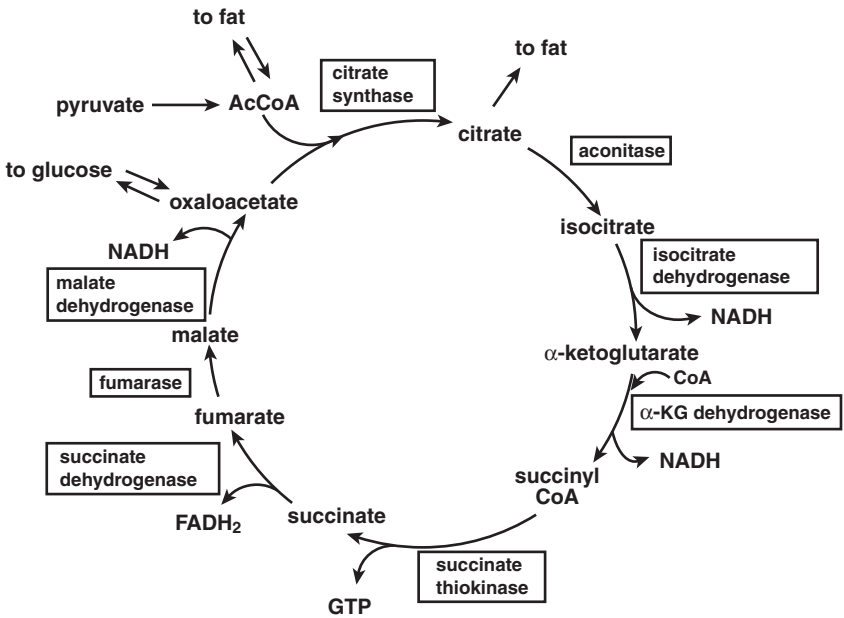 to fat
to fat
citrate
synthase
pyruvate
AcCoA
citrate
aconitase
to glucose
oxaloacetate
isocitrate
NADH
isocitrate
dehydrogenase
malate
dehydrogenase
NADH
malate
α-ketoglutarate
CoA
fumarase
α-KG dehydrogenase
fumarate
succinate
dehydrogenase
NADH
succinyl
CoA
FADH₂
succinate
succinate
thiokinase
GTP